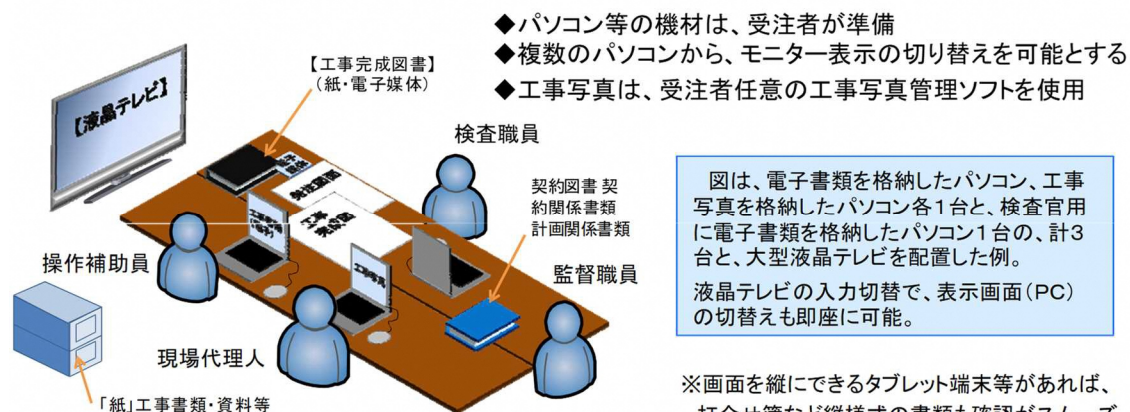 ◆パソコン等の機材は、受注者が準備
◆複数のパソコンから、モニター表示の切り替えを可能とする
◆工事写真は、受注者任意の工事写真管理ソフトを使用
【工事完成図書】
(紙・電子媒体)
【液晶テレビ】
検査職員
発注図面
契約図書 契
約関係書類
計画関係書類
工事
操作補助員
工事写真
監督職員
現場代理人
「紙」工事書類・資料等
図は、電子書類を格納したパソコン、工事
写真を格納したパソコン各1台と、検査官用
に電子書類を格納したパソコン1台の、計3
台と、大型液晶テレビを配置した例。
液晶テレビの入力切替で、表示画面(PC)
の切替えも即座に可能。
※画面を縦にできるタブレット端末等があれば、